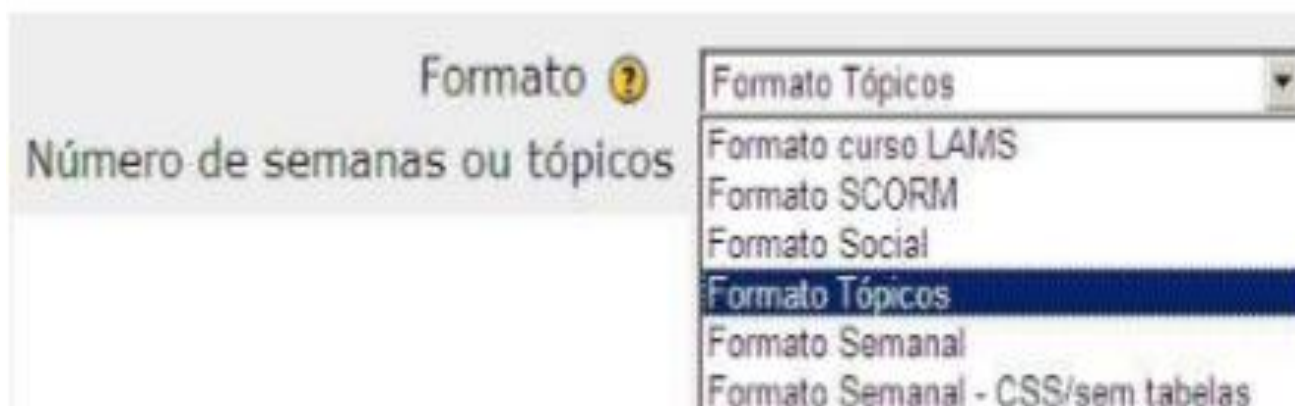 Formato ? Formato Tópicos
Número de semanas ou tópicos
Formato curso LAMS
Formato SCORM
Formato Social
Formato Tópicos
Formato Semanal
Formato Semanal - CSS/sem tabelas